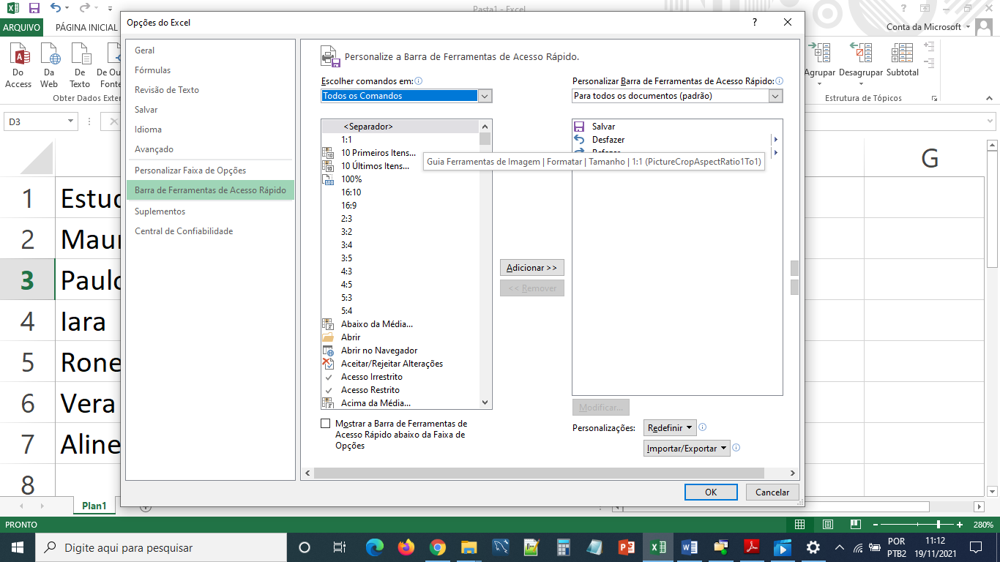 Pasta1 - Excel
ARQUIVO
PÁGINA INICIAL
Conta da Microsoft
Do Access
Da Web
De Texto
De Ou
Fonte
Obter Dados Exter
Agrupar
Desagrupar
Subtotal
Estrutura de Tópicos
D3
G
1 Estud
2 Maur
3 Paulo
4 Iara
5 Rone
6 Vera
7 Aline
8
Opções do Excel
?
Geral
Fórmulas
Revisão de Texto
Salvar
Idioma
Avançado
Personalizar Faixa de Opções
Barra de Ferramentas de Acesso Rápido
Suplementos
Central de Confiabilidade
Personalize a Barra de Ferramentas de Acesso Rápido.
Escolher comandos em:
Todos os Comandos
<Separador>
1:1
10 Primeiros Itens...
10 Últimos Itens...
100%
16:10
16:9
2:3
3:2
3:4
3:5
4:3
4:5
5:3
5:4
Abaixo da Média...
Abrir
Abrir no Navegador
Aceitar/Rejeitar Alterações
Acesso Irrestrito
Acesso Restrito
Acima da Média...
Mostrar a Barra de Ferramentas de
Acesso Rápido abaixo da Faixa de
Opções
Adicionar >>
<< Remover
Personalizar Barra de Ferramentas de Acesso Rápido:
Para todos os documentos (padrão)
Salvar
Desfazer
Guia Ferramentas de Imagem | Formatar | Tamanho | 1:1 (PictureCropAspectRatio1To1)
Modificar...
Personalizações:
Redefinir
Importar/Exportar
OK
Cancelar
Plan1
PRONTO
280%
Digite aqui para pesquisar
POR
PTB2
11:12
19/11/2021